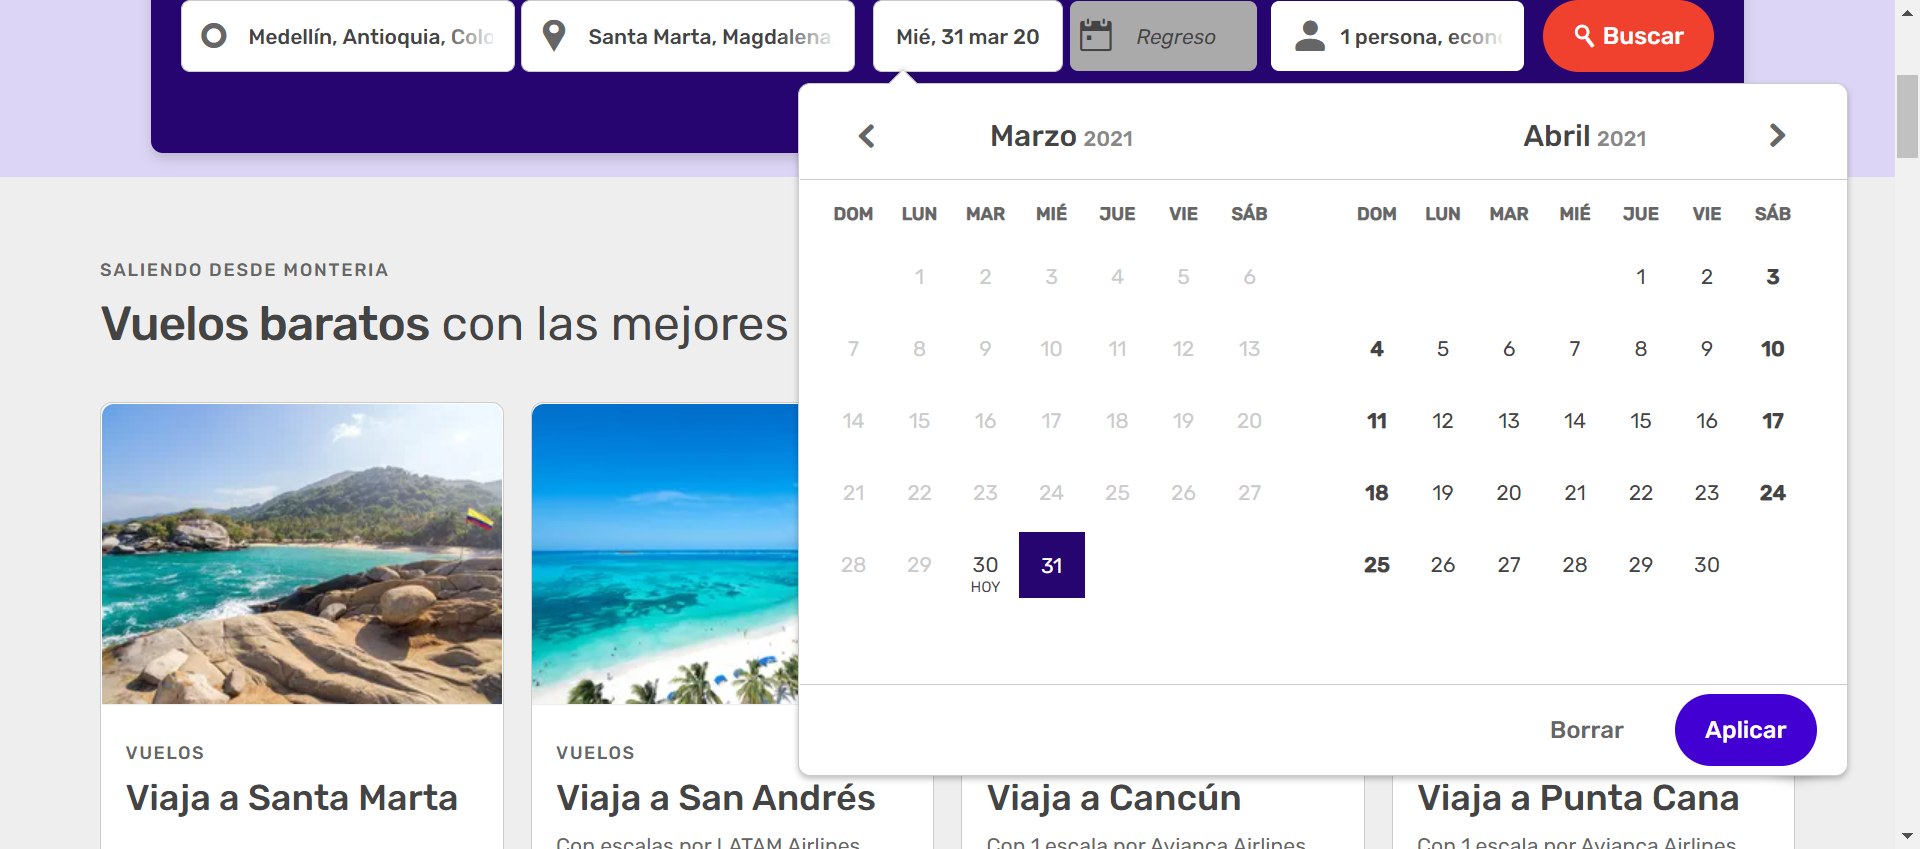 Medellín, Antioquia, Colo
Santa Marta, Magdalena
Mié, 31 mar 20
Regreso
1 persona, econ
Buscar
Marzo 2021
DOM LUN MAR MIÉ JUE VIE SÁB
1 2 3 4 5 6
7 8 9 10 11 12 13
14 15 16 17 18 19 20
21 22 23 24 25 26 27
28 29 30 31
HOY
Abril 2021
DOM LUN MAR MIÉ JUE VIE SÁB
1 2 3
4 5 6 7 8 9 10
11 12 13 14 15 16 17
18 19 20 21 22 23 24
25 26 27 28 29 30
Borrar
Aplicar
SALIENDO DESDE MONTERIA
Vuelos baratos con las mejores
VUELOS
Viaja a Santa Marta
VUELOS
Viaja a San Andrés
Con escalas por LATAM Airlines
Viaja a Cancún
Con 1 escala por Avianca Airlines
Viaja a Punta Cana
Con 1 escala por Avianca Airlines